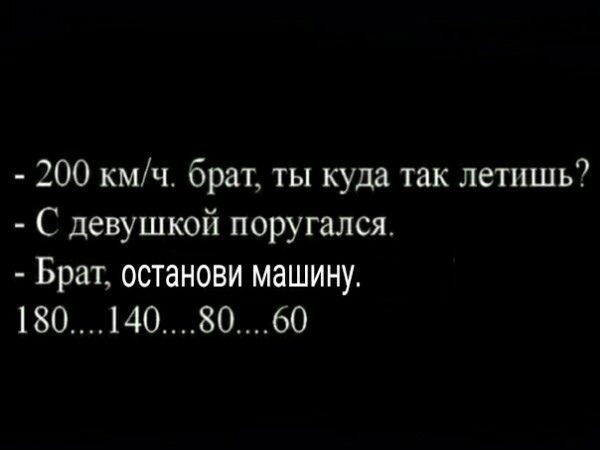 - 200 км/ч. брат, ты куда так летишь?
- С девушкой поругался.
- Брат, останови машину.
180....140....80....60